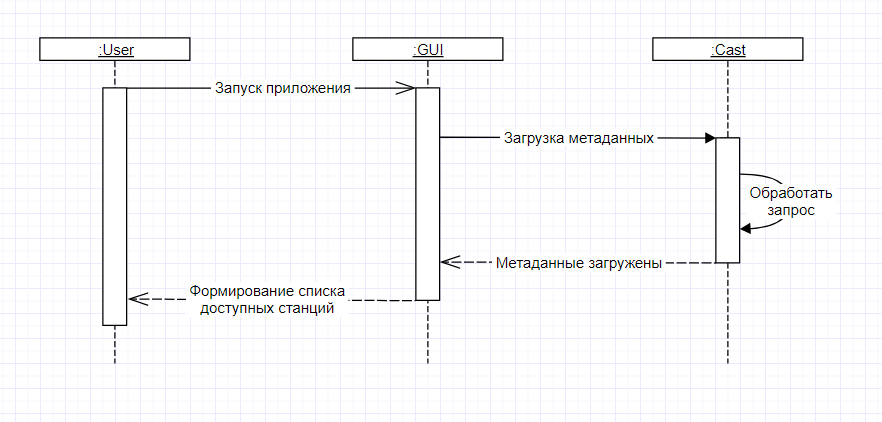 :User
:GUI
:Cast
Запуск приложения
Загрузка метаданных
Обработать
запрос
Метаданные загружены
Формирование списка
доступных станций